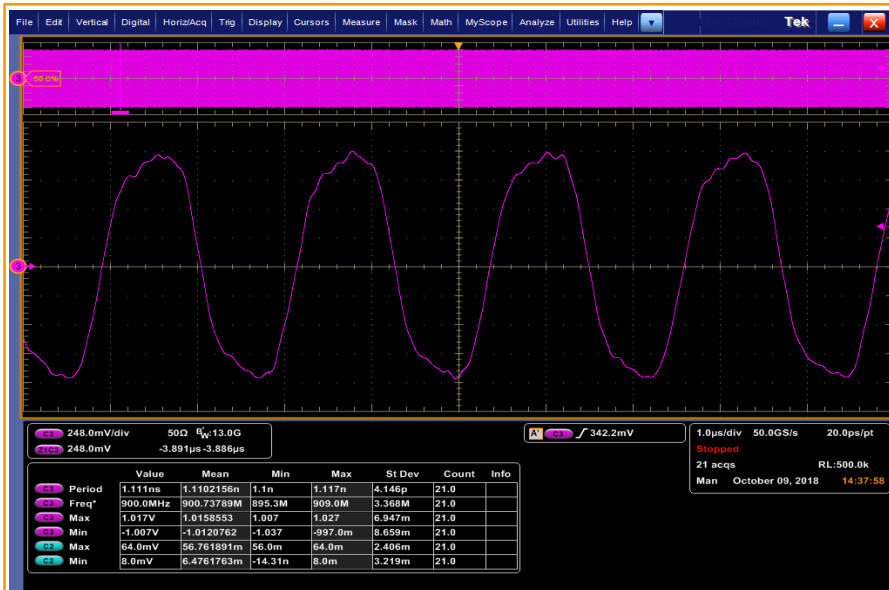 File Edit Vertical Digital Horiz/Acq Trig Display Cursors Measure Mask Math MyScope Analyze Utilities Help Tek X
3 50.0%
3
C3 248.0mV/div 50Ω BW:13.0G
Z1C3 248.0mV -3.891µs -3.886µs
A' C3 342.2mV
1.0µs/div 50.0GS/s 20.0ps/pt
Stopped
21 acqs RL:500.0k
Man October 09, 2018 14:37:58
Value Mean Min Max St Dev Count Info
C3 Period 1.111ns 1.1102156n 1.1n 1.117n 4.146p 21.0
C3 Freq* 900.0MHz 900.73789M 895.3M 909.0M 3.368M 21.0
C3 Max 1.017V 1.0158553 1.007 1.027 6.947m 21.0
C3 Min -1.007V -1.0120762 -1.037 -997.0m 8.659m 21.0
C2 Max 64.0mV 56.761891m 56.0m 64.0m 2.406m 21.0
C2 Min 8.0mV 6.4761763m -14.31n 8.0m 3.219m 21.0